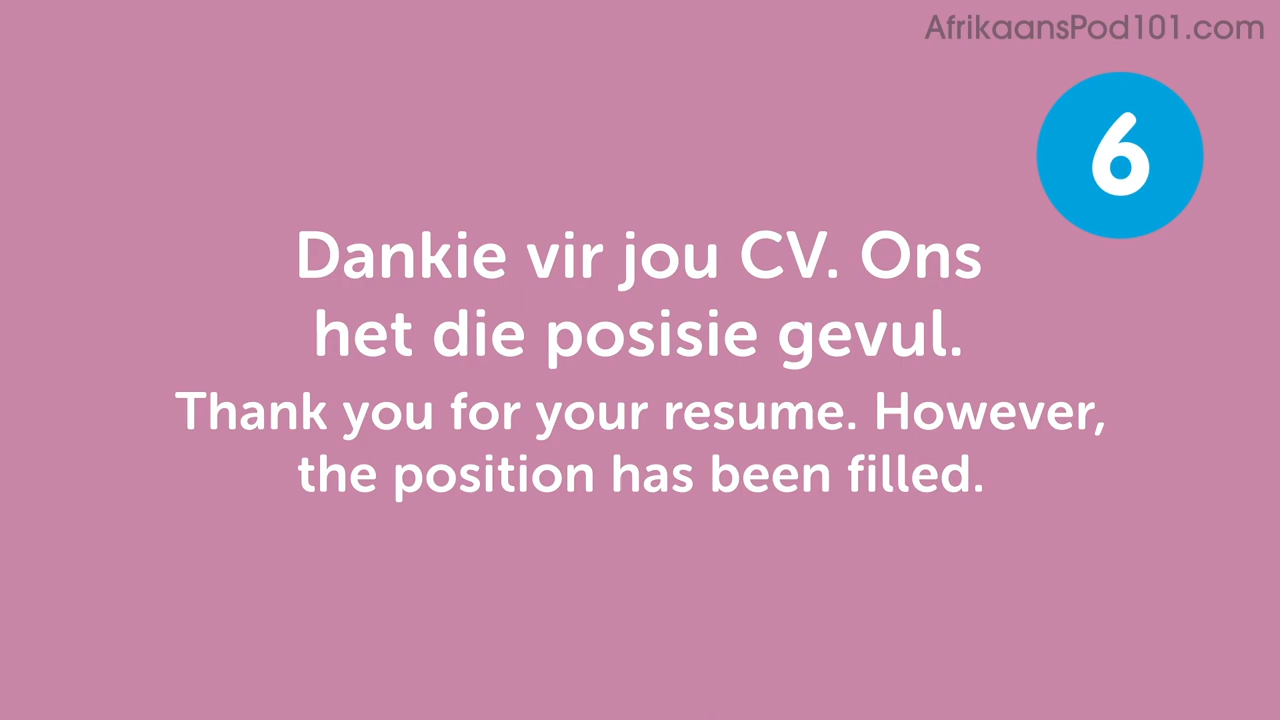 AfrikaansPod101.com
6
Dankie vir jou CV. Ons
het die posisie gevul.
Thank you for your resume. However,
the position has been filled.